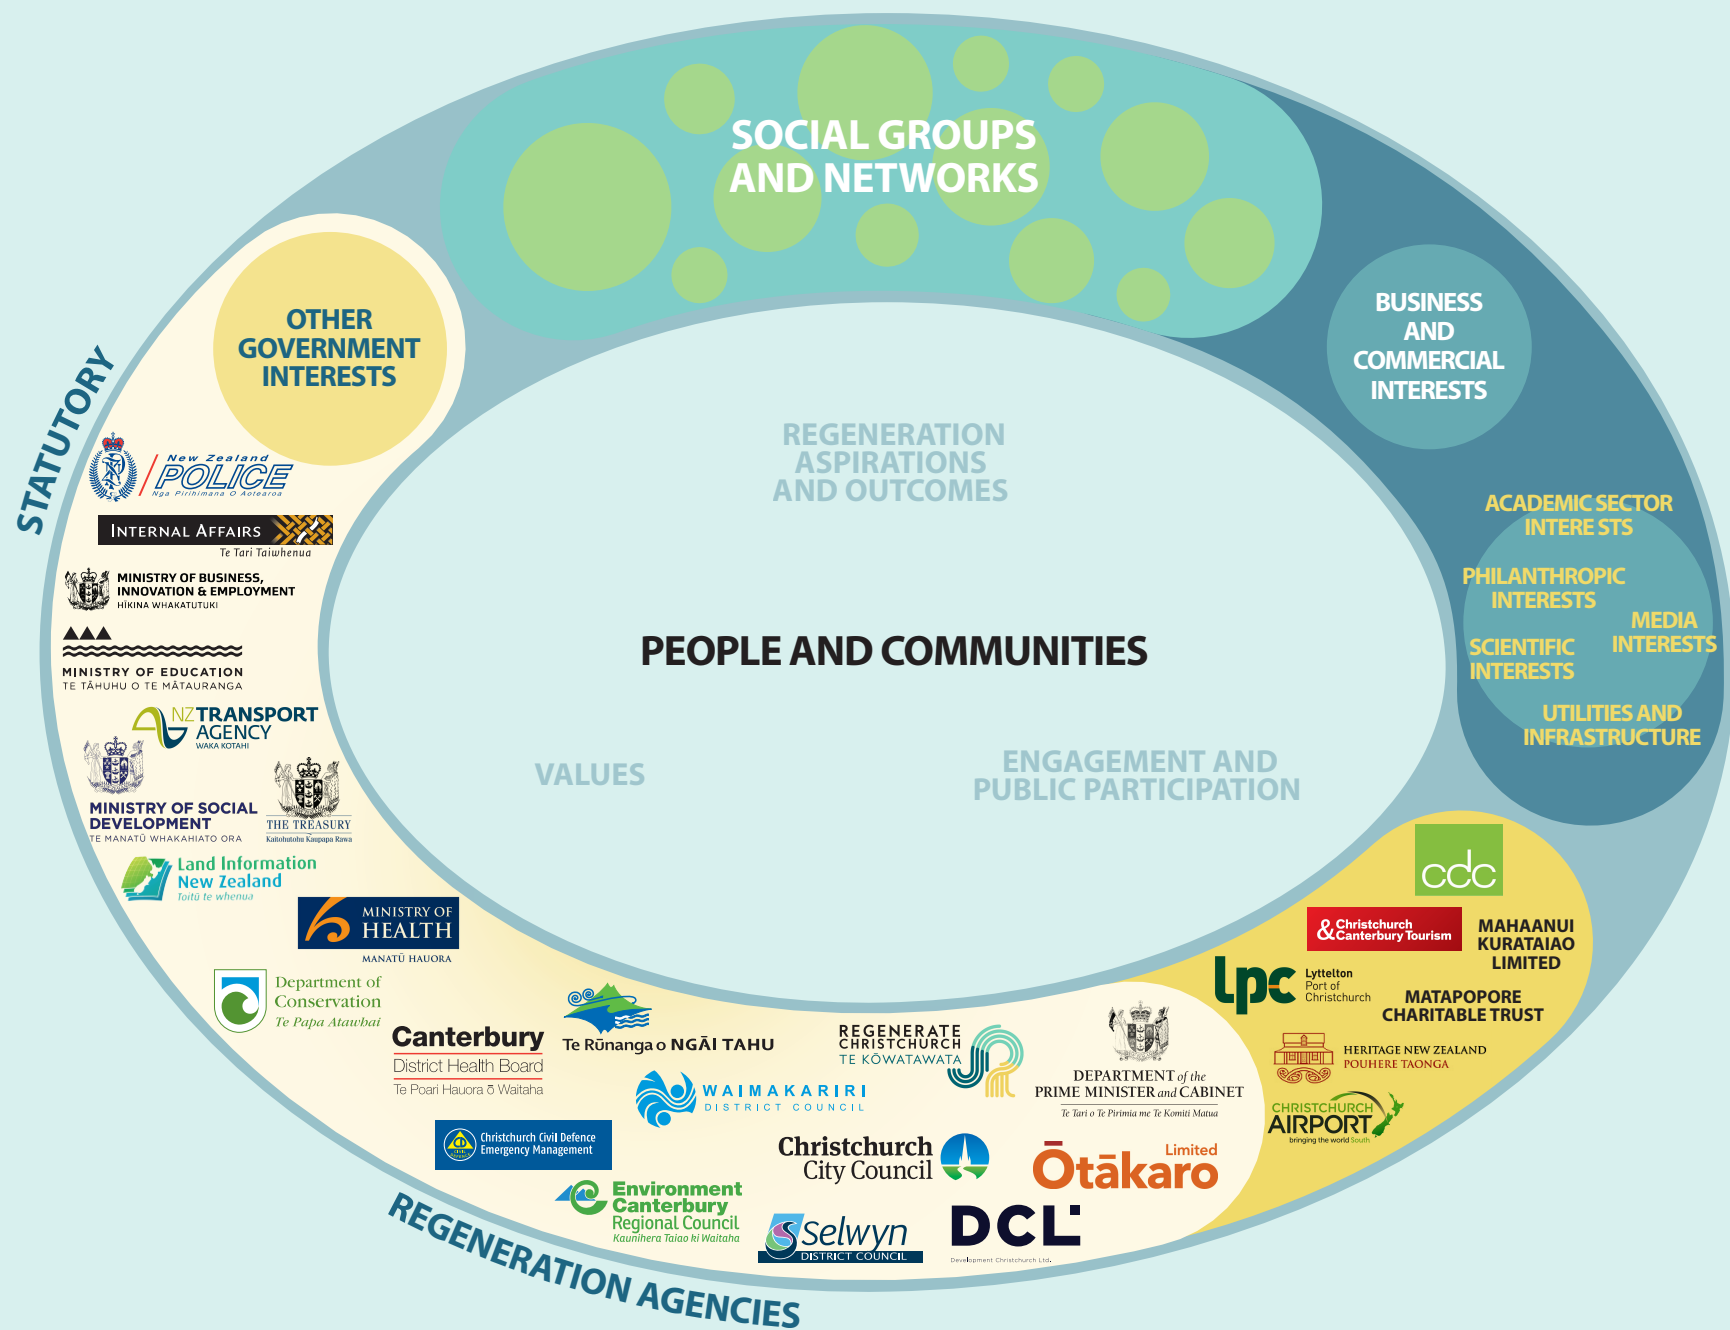 SOCIAL GROUPS
AND NETWORKS
OTHER
GOVERNMENT
INTERESTS
BUSINESS
AND
COMMERCIAL
INTERESTS
STATUTORY
REGENERATION
ASPIRATIONS
AND OUTCOMES
PEOPLE AND COMMUNITIES
VALUES
ENGAGEMENT AND
PUBLIC PARTICIPATION
ACADEMIC SECTOR
INTERE STS
PHILANTHROPIC
INTERESTS
MEDIA
INTERESTS
SCIENTIFIC
INTERESTS
UTILITIES AND
INFRASTRUCTURE
New Zealand
POLICE
Nga Pirihimana O Aotearoa
INTERNAL AFFAIRS
Te Tari Taiwhenua
MINISTRY OF BUSINESS,
INNOVATION & EMPLOYMENT
HĪKINA WHAKATUTUKI
MINISTRY OF EDUCATION
TE TĀHUHU O TE MĀTAURANGA
NZ TRANSPORT
AGENCY
WAKA KOTAHI
MINISTRY OF SOCIAL
DEVELOPMENT
TE MANATŪ WHAKAHIATO ORA
THE TREASURY
Kaitohutohu Kaupapa Rawa
Land Information
New Zealand
Toitū te whenua
MINISTRY OF
HEALTH
MANATŪ HAUORA
Department of
Conservation
Te Papa Atawhai
Canterbury
District Health Board
Te Poari Hauora ō Waitaha
Te Rūnanga o NGĀI TAHU
WAIMAKARIRI
DISTRICT COUNCIL
REGENERATE
CHRISTCHURCH
TE KŌWATAWATA
DEPARTMENT of the
PRIME MINISTER and CABINET
Te Tari o Te Pirimia me Te Komiti Matua
Christchurch Civil Defence
Emergency Management
Christchurch
City Council
Ōtākaro
Limited
Environment
Canterbury
Regional Council
Kaunihera Taiao ki Waitaha
Selwyn
DISTRICT COUNCIL
DCL
Development Christchurch Ltd.
REGENERATION AGENCIES
cdc
& Christchurch
Canterbury Tourism
MAHAANUI
KURATAIAO
LIMITED
lpc
Lyttelton
Port of
Christchurch
MATAPOPORE
CHARITABLE TRUST
HERITAGE NEW ZEALAND
POUHERE TAONGA
CHRISTCHURCH
AIRPORT
bringing the world South